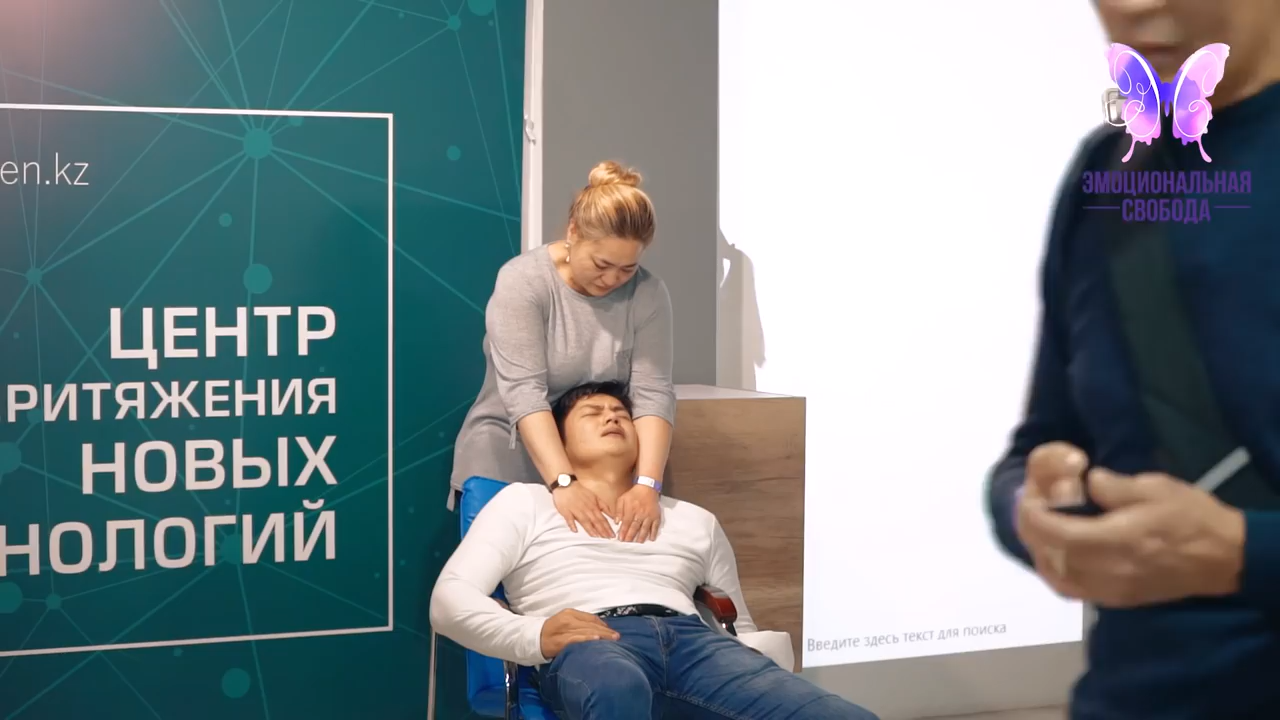 en.kz
ЦЕНТР
РИТЯЖЕНИЯ
НОВЫХ
НОЛОГИЙ
ЭМОЦИОНАЛЬНАЯ
СВОБОДА
Введите здесь текст для поиска